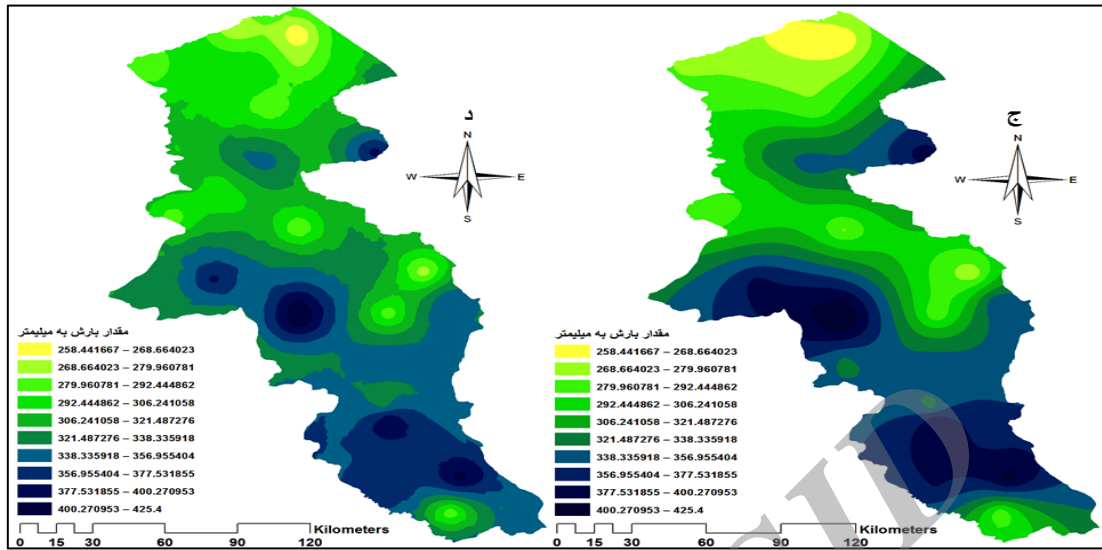 د
N
W E
S
مقدار بارش به میلیمتر
258.441667 – 268.664023
268.664023 – 279.960781
279.960781 – 292.444862
292.444862 – 306.241058
306.241058 – 321.487276
321.487276 – 338.335918
338.335918 – 356.955404
356.955404 – 377.531855
377.531855 – 400.270953
400.270953 – 425.4
Kilometers
0 15 30 60 90 120
ج
N
W E
S
مقدار بارش به میلیمتر
258.441667 – 268.664023
268.664023 – 279.960781
279.960781 – 292.444862
292.444862 – 306.241058
306.241058 – 321.487276
321.487276 – 338.335918
338.335918 – 356.955404
356.955404 – 377.531855
377.531855 – 400.270953
400.270953 – 425.4
Kilometers
0 15 30 60 90 120
SID